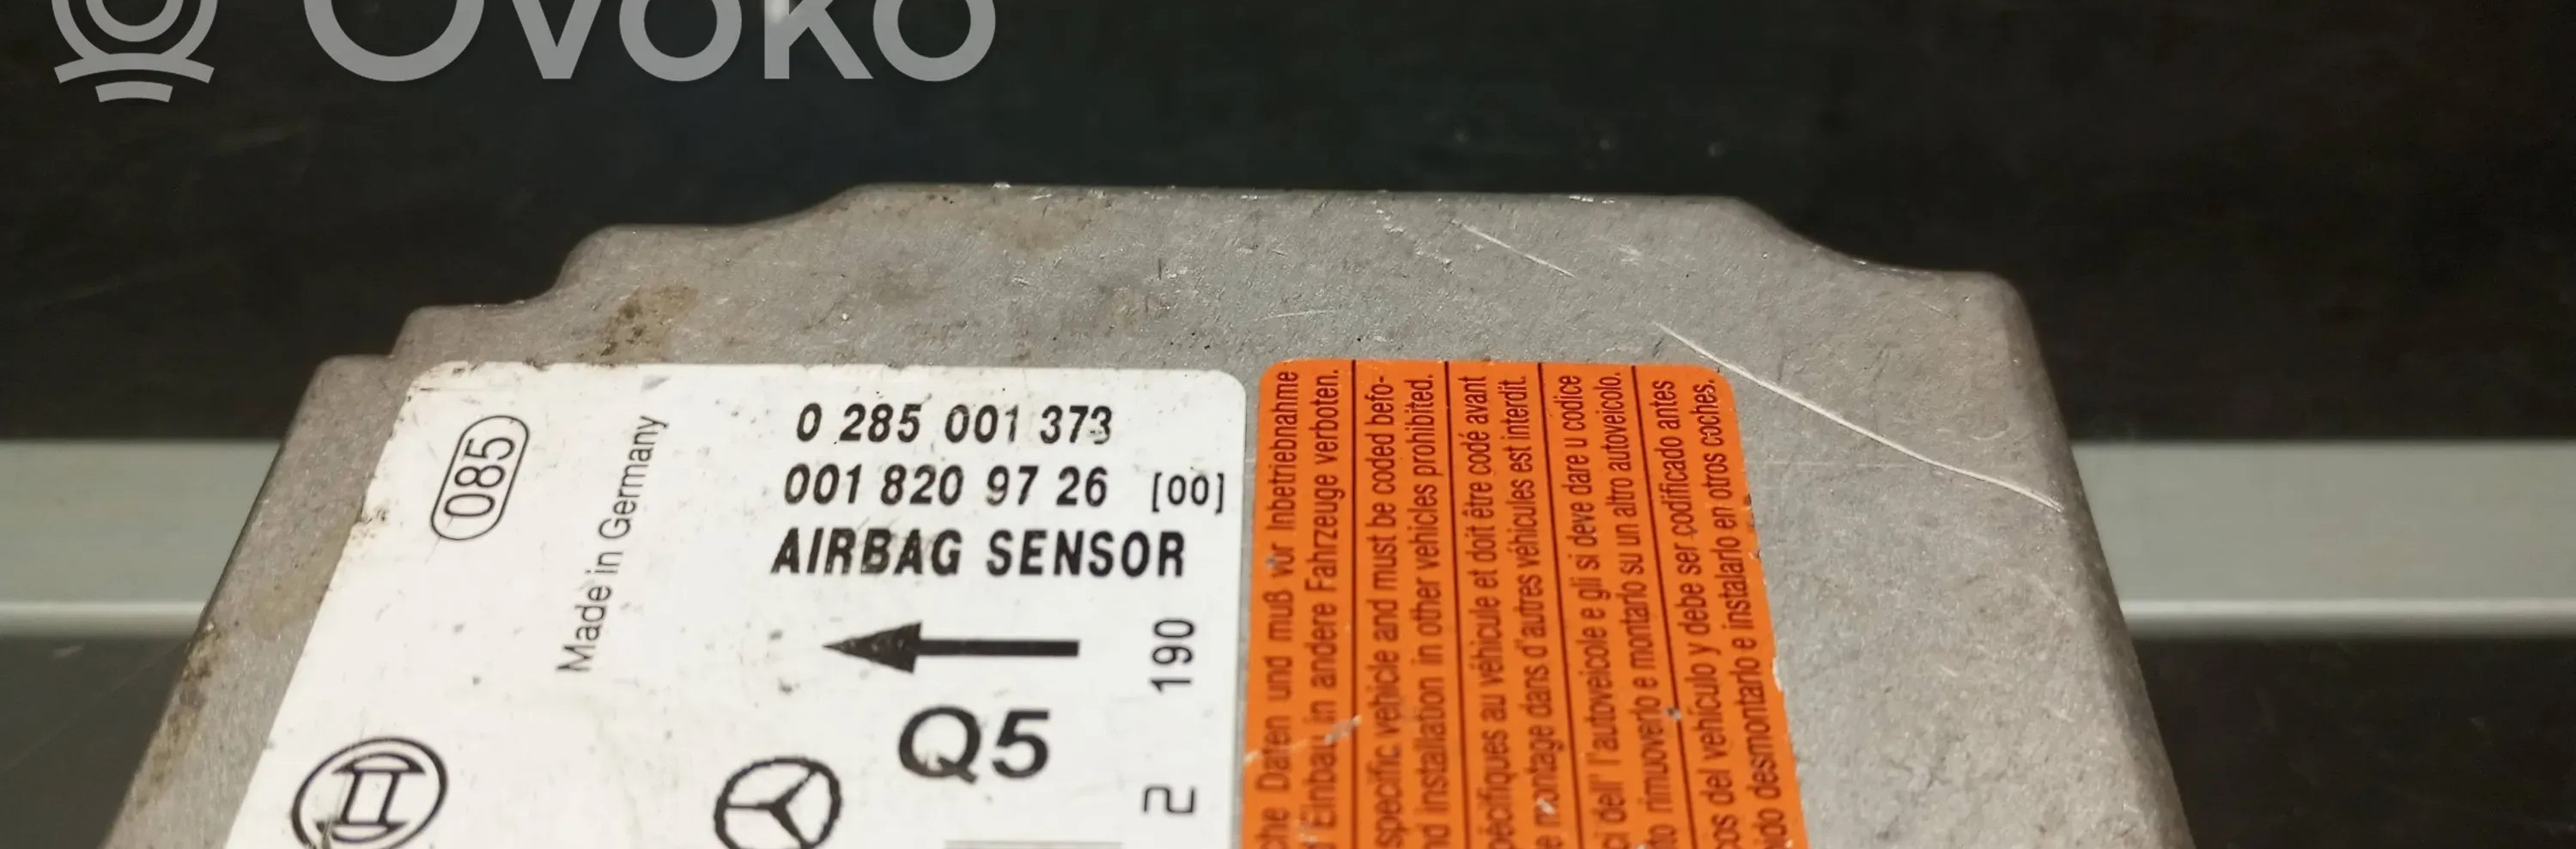 Ovoko
085
Made in Germany
0 285 001 373
001 820 97 26 [00]
AIRBAG SENSOR
190
Q5
2
Daten und muß vor Inbetriebnahme
Einbau in andere Fahrzeuge verboten.
specific vehicle and must be coded befo-
installation in other vehicles prohibited.
au véhicule et doit être codé avant
montage dans d'autres véhicules est interdit.
dell' l'autoveicole e gli si deve dare u codice
rimuoverlo e montarlo su un altro autoveicolo.
del vehículo y debe ser codificado antes
desmontarlo e instalarlo en otros coches.